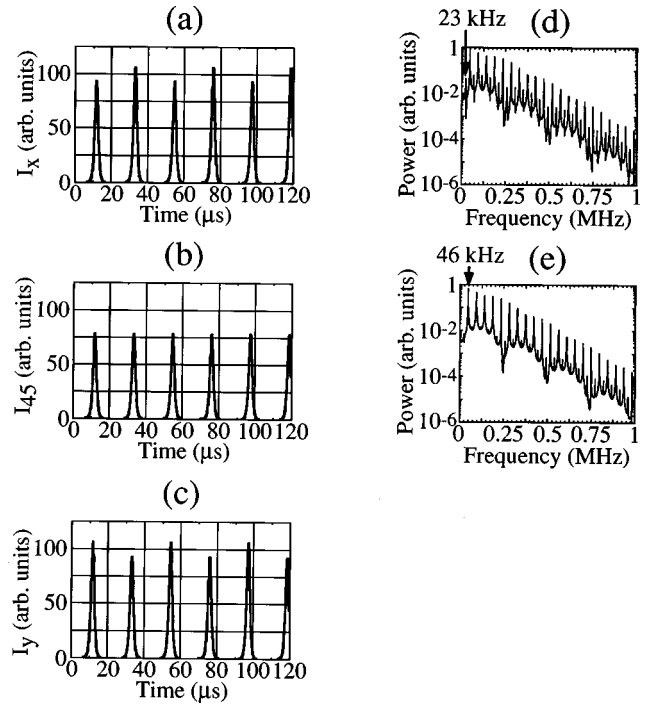 (a)
I_x (arb. units)
100
50
0
0 20 40 60 80 100 120
Time (μs)
(b)
I_45 (arb. units)
100
50
0
0 20 40 60 80 100 120
Time (μs)
(c)
I_y (arb. units)
100
50
0
0 20 40 60 80 100 120
Time (μs)
23 kHz
(d)
Power (arb. units)
1
10^-2
10^-4
10^-6
0 0.25 0.5 0.75 1
Frequency (MHz)
46 kHz
(e)
Power (arb. units)
1
10^-2
10^-4
10^-6
0 0.25 0.5 0.75 1
Frequency (MHz)